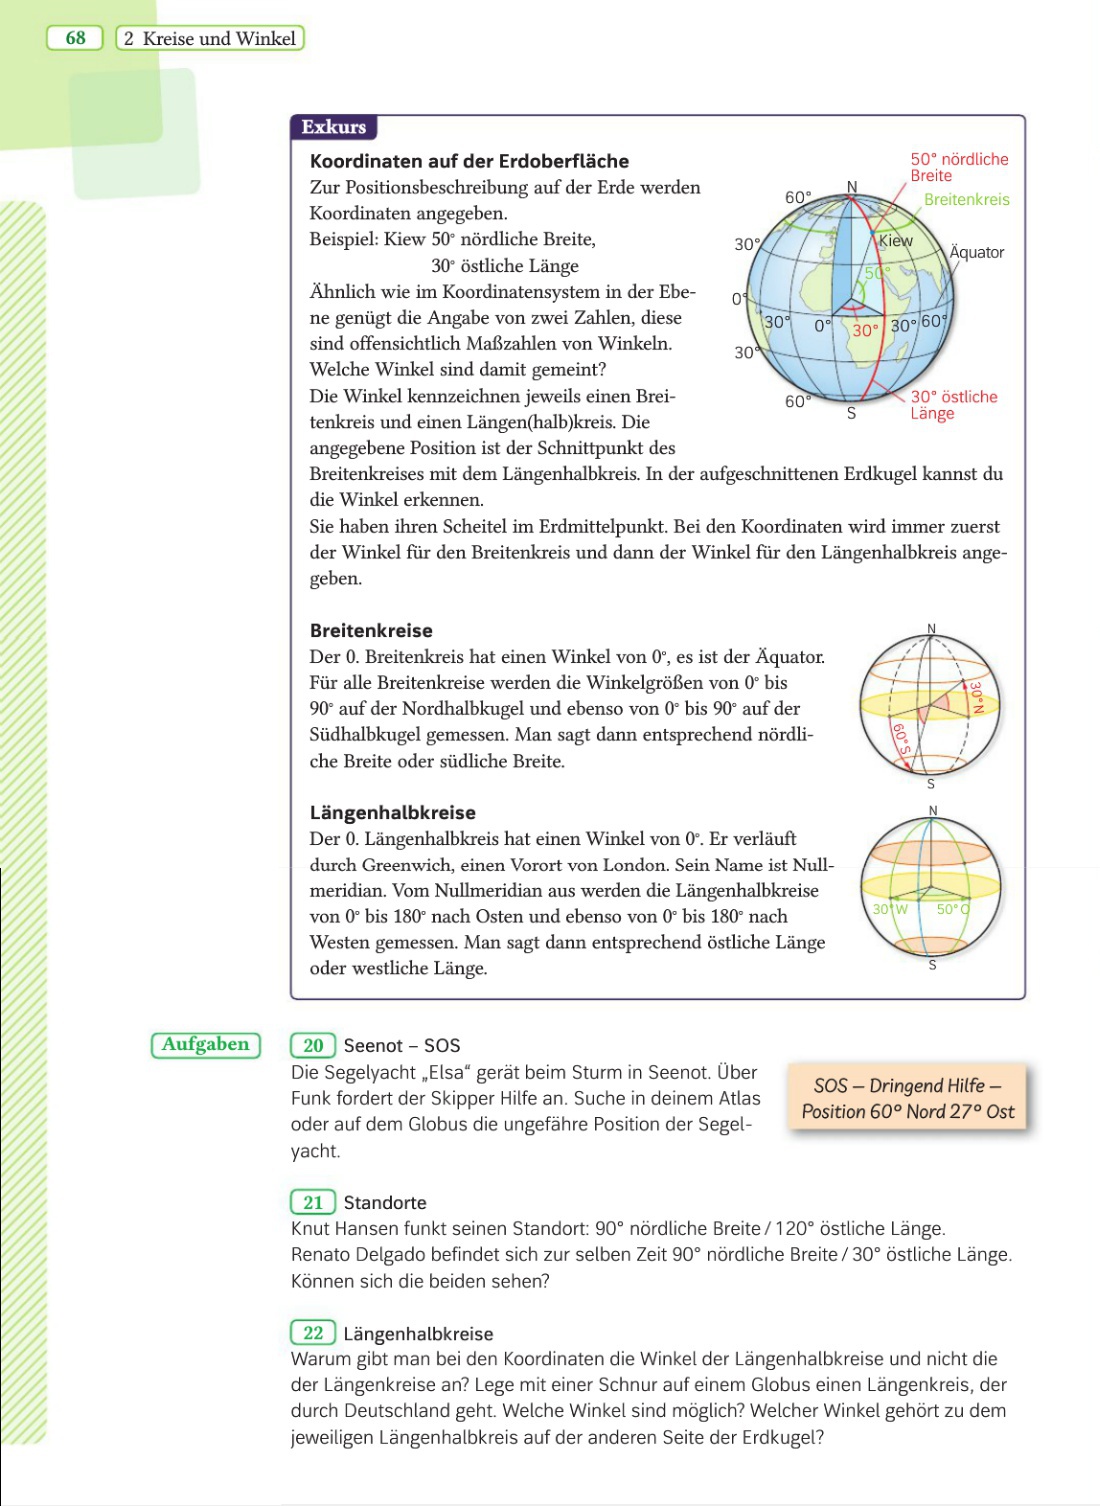 68
2 Kreise und Winkel
Exkurs
Koordinaten auf der Erdoberfläche
Zur Positionsbeschreibung auf der Erde werden
Koordinaten angegeben.
Beispiel: Kiew 50° nördliche Breite,
30° östliche Länge
Ähnlich wie im Koordinatensystem in der Ebe-
ne genügt die Angabe von zwei Zahlen, diese
sind offensichtlich Maßzahlen von Winkeln.
Welche Winkel sind damit gemeint?
Die Winkel kennzeichnen jeweils einen Brei-
tenkreis und einen Längen(halb)kreis. Die
angegebene Position ist der Schnittpunkt des
Breitenkreises mit dem Längenhalbkreis. In der aufgeschnittenen Erdkugel kannst du
die Winkel erkennen.
Sie haben ihren Scheitel im Erdmittelpunkt. Bei den Koordinaten wird immer zuerst
der Winkel für den Breitenkreis und dann der Winkel für den Längenhalbkreis ange-
geben.
50° nördliche
Breite
N
60°
Breitenkreis
30°
Kiew
Äquator
50°
0°
30°
0°
30°
30°
60°
30°
60°
S
30° östliche
Länge
Breitenkreise
Der 0. Breitenkreis hat einen Winkel von 0°, es ist der Äquator.
Für alle Breitenkreise werden die Winkelgrößen von 0° bis
90° auf der Nordhalbkugel und ebenso von 0° bis 90° auf der
Südhalbkugel gemessen. Man sagt dann entsprechend nördli-
che Breite oder südliche Breite.
N
30°N
60°S
S
Längenhalbkreise
Der 0. Längenhalbkreis hat einen Winkel von 0°. Er verläuft
durch Greenwich, einen Vorort von London. Sein Name ist Null-
meridian. Vom Nullmeridian aus werden die Längenhalbkreise
von 0° bis 180° nach Osten und ebenso von 0° bis 180° nach
Westen gemessen. Man sagt dann entsprechend östliche Länge
oder westliche Länge.
N
30°W
50°O
S
Aufgaben
20 Seenot – SOS
Die Segelyacht „Elsa“ gerät beim Sturm in Seenot. Über
Funk fordert der Skipper Hilfe an. Suche in deinem Atlas
oder auf dem Globus die ungefähre Position der Segel-
yacht.
SOS – Dringend Hilfe –
Position 60° Nord 27° Ost
21 Standorte
Knut Hansen funkt seinen Standort: 90° nördliche Breite / 120° östliche Länge.
Renato Delgado befindet sich zur selben Zeit 90° nördliche Breite / 30° östliche Länge.
Können sich die beiden sehen?
22 Längenhalbkreise
Warum gibt man bei den Koordinaten die Winkel der Längenhalbkreise und nicht die
der Längenkreise an? Lege mit einer Schnur auf einem Globus einen Längenkreis, der
durch Deutschland geht. Welche Winkel sind möglich? Welcher Winkel gehört zu dem
jeweiligen Längenhalbkreis auf der anderen Seite der Erdkugel?